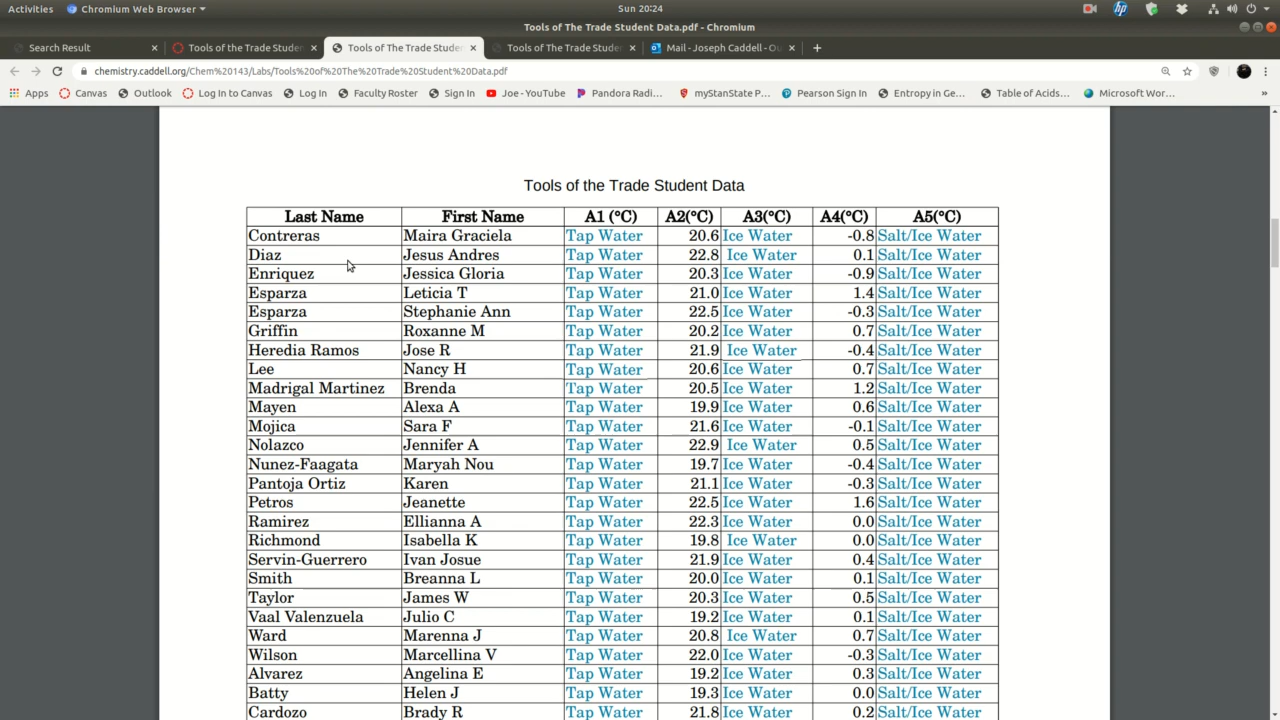 Activities Chromium Web Browser Sun 20:24
Tools of The Trade Student Data.pdf - Chromium
Search Result Tools of the Trade Studen Tools of The Trade Studen Tools of The Trade Studen Mail - Joseph Caddell - Ou
chemistry.caddell.org/Chem%20143/Labs/Tools%20of%20The%20Trade%20Student%20Data.pdf
Apps Canvas Outlook Log In to Canvas Log In Faculty Roster Sign In Joe - YouTube Pandora Radi... myStanState P... Pearson Sign In Entropy in Ge... Table of Acids... Microsoft Wor... »
Tools of the Trade Student Data
Last Name First Name A1 (°C) A2(°C) A3(°C) A4(°C) A5(°C)
Contreras Maira Graciela Tap Water 20.6 Ice Water -0.8 Salt/Ice Water
Diaz Jesus Andres Tap Water 22.8 Ice Water 0.1 Salt/Ice Water
Enriquez Jessica Gloria Tap Water 20.3 Ice Water -0.9 Salt/Ice Water
Esparza Leticia T Tap Water 21.0 Ice Water 1.4 Salt/Ice Water
Esparza Stephanie Ann Tap Water 22.5 Ice Water -0.3 Salt/Ice Water
Griffin Roxanne M Tap Water 20.2 Ice Water 0.7 Salt/Ice Water
Heredia Ramos Jose R Tap Water 21.9 Ice Water -0.4 Salt/Ice Water
Lee Nancy H Tap Water 20.6 Ice Water 0.7 Salt/Ice Water
Madrigal Martinez Brenda Tap Water 20.5 Ice Water 1.2 Salt/Ice Water
Mayen Alexa A Tap Water 19.9 Ice Water 0.6 Salt/Ice Water
Mojica Sara F Tap Water 21.6 Ice Water -0.1 Salt/Ice Water
Nolazco Jennifer A Tap Water 22.9 Ice Water 0.5 Salt/Ice Water
Nunez-Faagata Maryah Nou Tap Water 19.7 Ice Water -0.4 Salt/Ice Water
Pantoja Ortiz Karen Tap Water 21.1 Ice Water -0.3 Salt/Ice Water
Petros Jeanette Tap Water 22.5 Ice Water 1.6 Salt/Ice Water
Ramirez Ellianna A Tap Water 22.3 Ice Water 0.0 Salt/Ice Water
Richmond Isabella K Tap Water 19.8 Ice Water 0.0 Salt/Ice Water
Servin-Guerrero Ivan Josue Tap Water 21.9 Ice Water 0.4 Salt/Ice Water
Smith Breanna L Tap Water 20.0 Ice Water 0.1 Salt/Ice Water
Taylor James W Tap Water 20.3 Ice Water 0.5 Salt/Ice Water
Vaal Valenzuela Julio C Tap Water 19.2 Ice Water 0.1 Salt/Ice Water
Ward Marenna J Tap Water 20.8 Ice Water 0.7 Salt/Ice Water
Wilson Marcellina V Tap Water 22.0 Ice Water -0.3 Salt/Ice Water
Alvarez Angelina E Tap Water 19.2 Ice Water 0.3 Salt/Ice Water
Batty Helen J Tap Water 19.3 Ice Water 0.0 Salt/Ice Water
Cardozo Brady R Tap Water 21.8 Ice Water 0.2 Salt/Ice Water